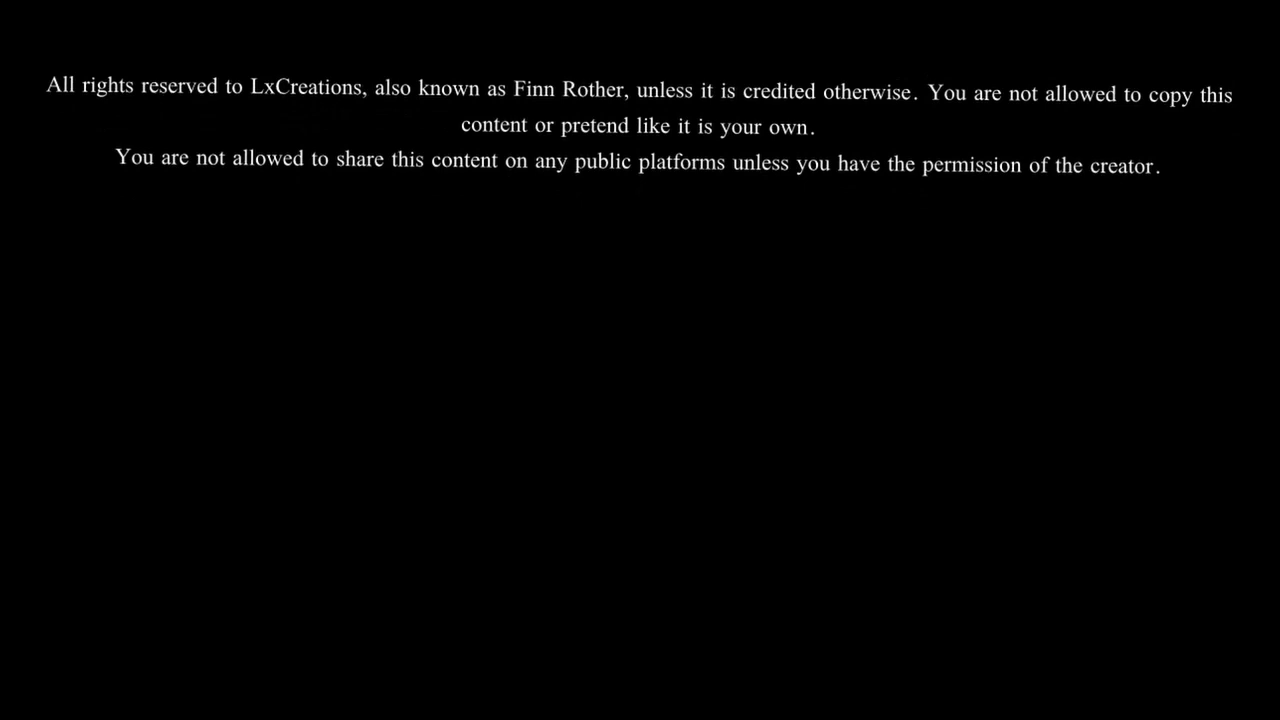 All rights reserved to LxCreations, also known as Finn Rother, unless it is credited otherwise. You are not allowed to copy this
content or pretend like it is your own.
You are not allowed to share this content on any public platforms unless you have the permission of the creator.